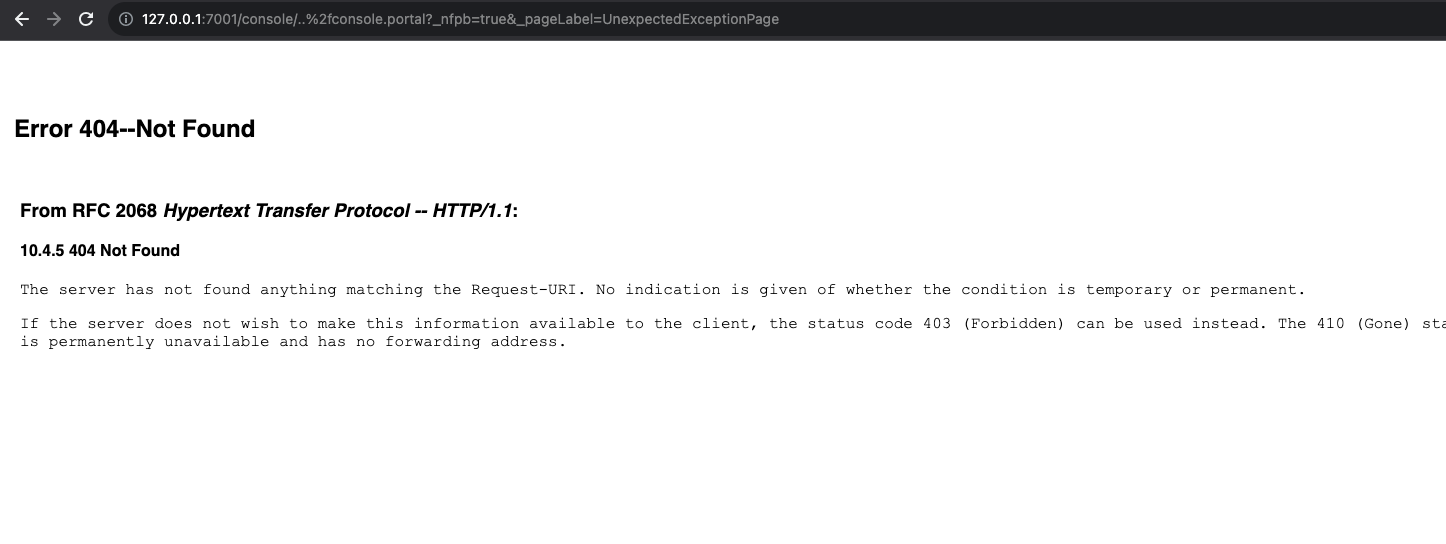 127.0.0.1:7001/console/..%2fconsole.portal?_nfpb=true&_pageLabel=UnexpectedExceptionPage
Error 404--Not Found
From RFC 2068 Hypertext Transfer Protocol -- HTTP/1.1:
10.4.5 404 Not Found
The server has not found anything matching the Request-URI. No indication is given of whether the condition is temporary or permanent.
If the server does not wish to make this information available to the client, the status code 403 (Forbidden) can be used instead. The 410 (Gone)
is permanently unavailable and has no forwarding address.